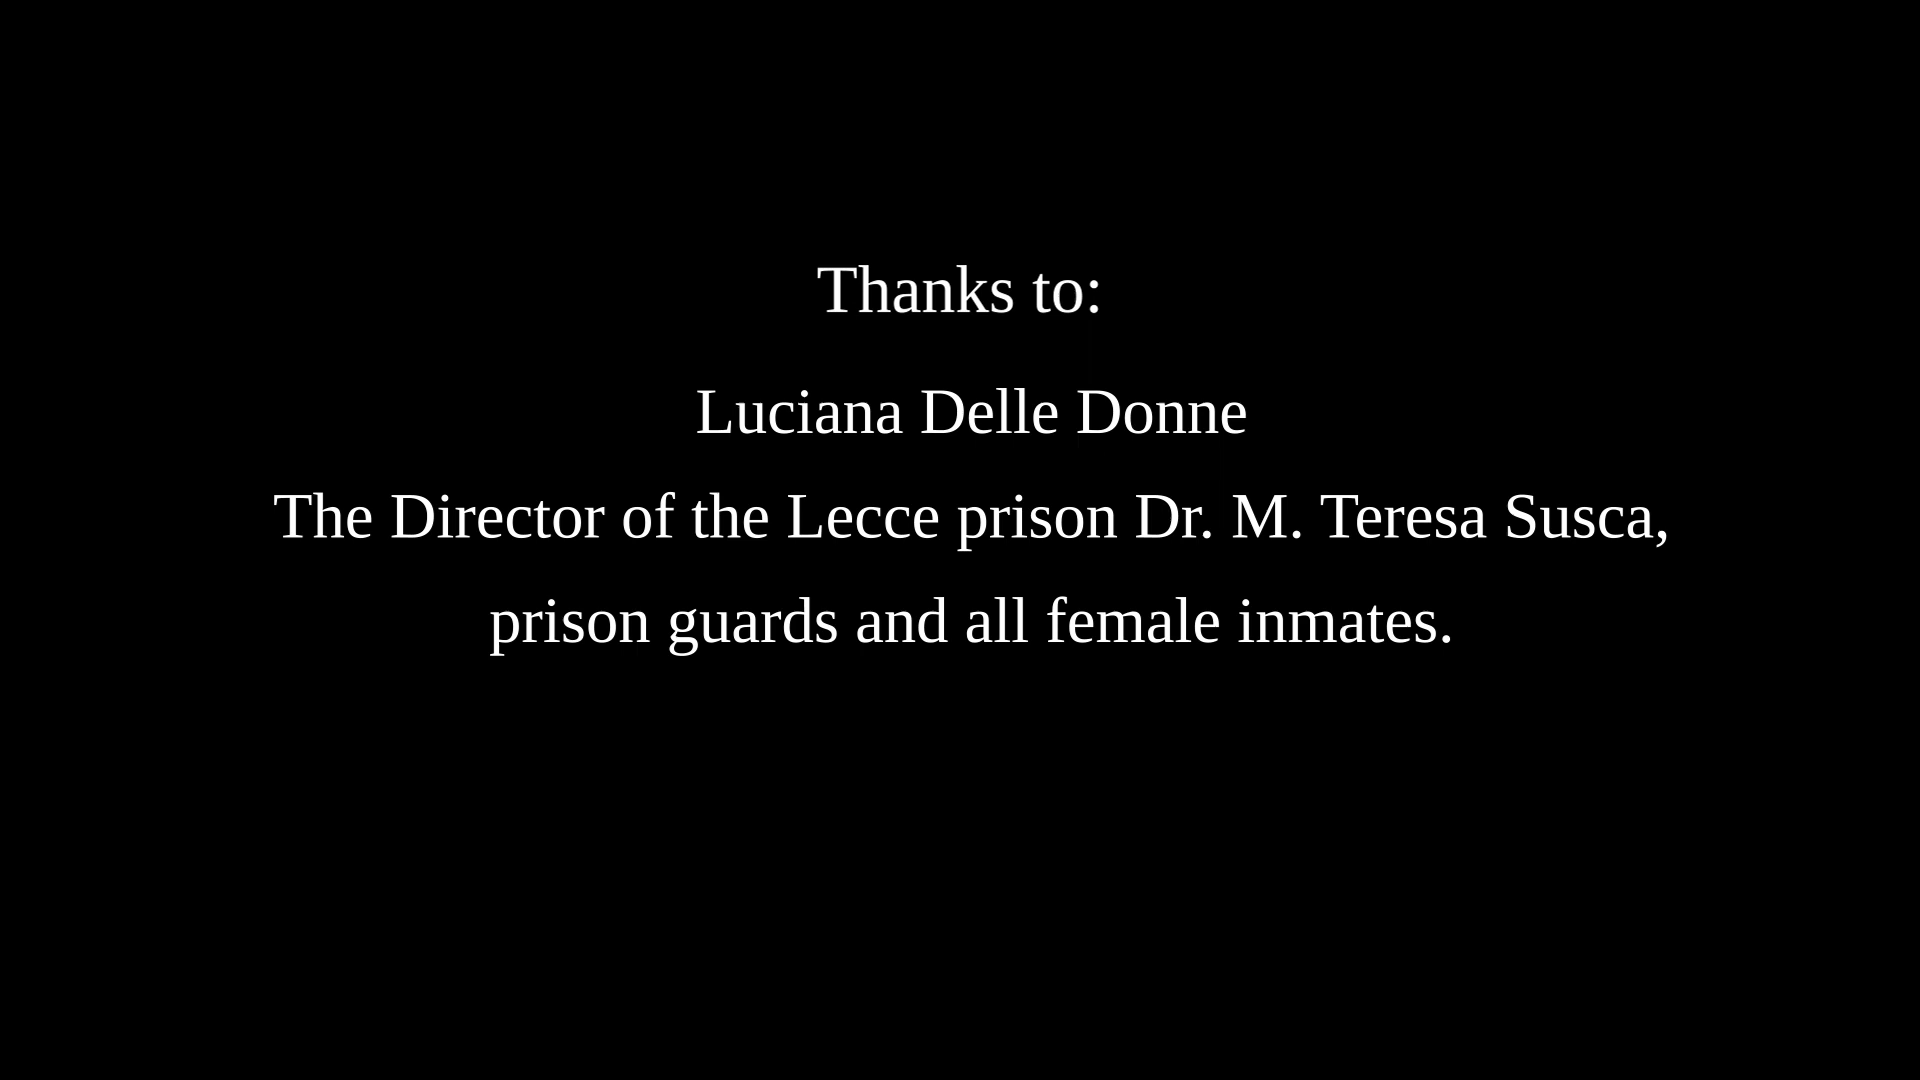 Thanks to:
Luciana Delle Donne
The Director of the Lecce prison Dr. M. Teresa Susca,
prison guards and all female inmates.